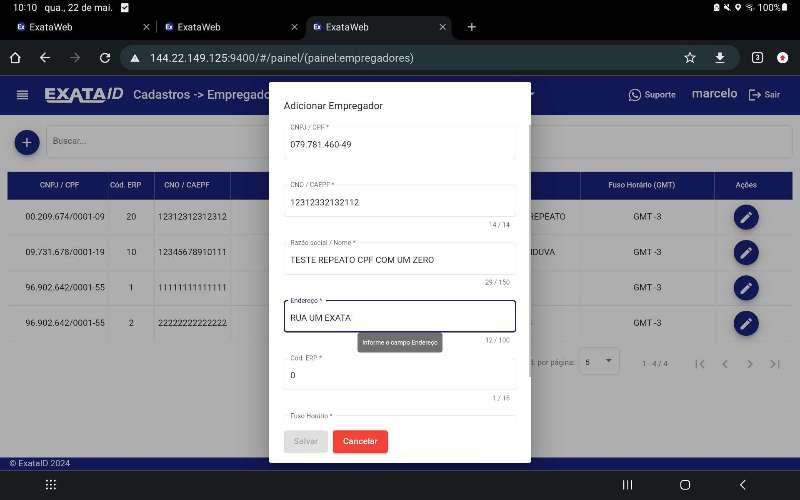 10:10 qua., 22 de mai. 100%
ExataWeb ExataWeb ExataWeb
144.22.149.125:9400/#/painel/(painel:empregadores) 3
EXATA ID Cadastros -> Empregado Suporte marcelo Sair
Adicionar Empregador
Buscar...
CNPJ / CPF *
079.781.460-49
CNO / CAEPF *
12312332132112
14 / 14
Razão social / Nome *
TESTE REPEATO CPF COM UM ZERO
29 / 150
Endereço *
RUA UM EXATA
Informe o campo Endereço
12 / 100
Cód. ERP *
0
1 / 16
Fuso Horário *
Salvar Cancelar
CNPJ / CPF Cód. ERP CNO / CAEPF Fuso Horário (GMT) Ações
00.209.674/0001-09 20 12312312312312 REPEATO GMT -3
09.731.678/0001-19 10 12345678910111 DUVA GMT -3
96.902.642/0001-55 1 11111111111111 GMT -3
96.902.642/0001-55 2 22222222222222 GMT -3
por página: 5 1 - 4 / 4
© ExataID 2024